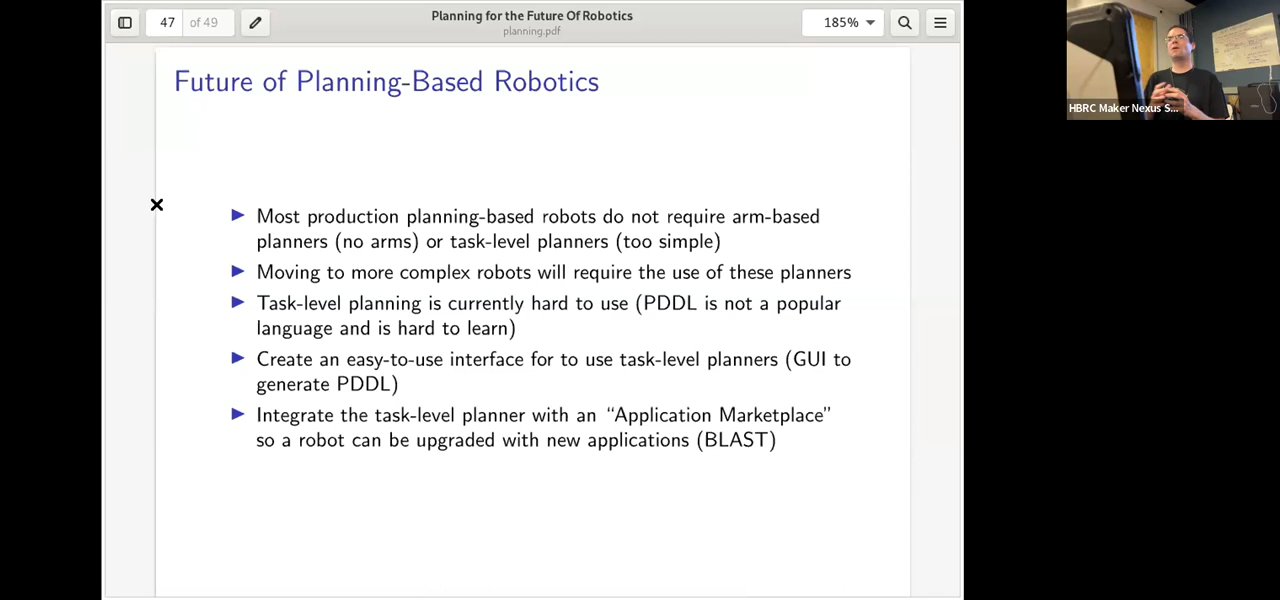 47 of 49
Planning for the Future Of Robotics
planning.pdf
185%
Future of Planning-Based Robotics
Most production planning-based robots do not require arm-based
planners (no arms) or task-level planners (too simple)
Moving to more complex robots will require the use of these planners
Task-level planning is currently hard to use (PDDL is not a popular
language and is hard to learn)
Create an easy-to-use interface for to use task-level planners (GUI to
generate PDDL)
Integrate the task-level planner with an “Application Marketplace”
so a robot can be upgraded with new applications (BLAST)
HBRC Maker Nexus S...